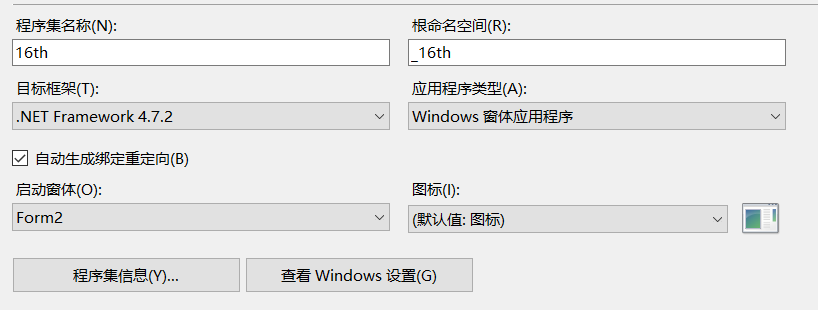 程序集名称(N):
根命名空间(R):
16th
_16th
目标框架(T):
应用程序类型(A):
.NET Framework 4.7.2
Windows 窗体应用程序
自动生成绑定重定向(B)
启动窗体(O):
图标(I):
Form2
(默认值: 图标)
程序集信息(Y)...
查看 Windows 设置(G)